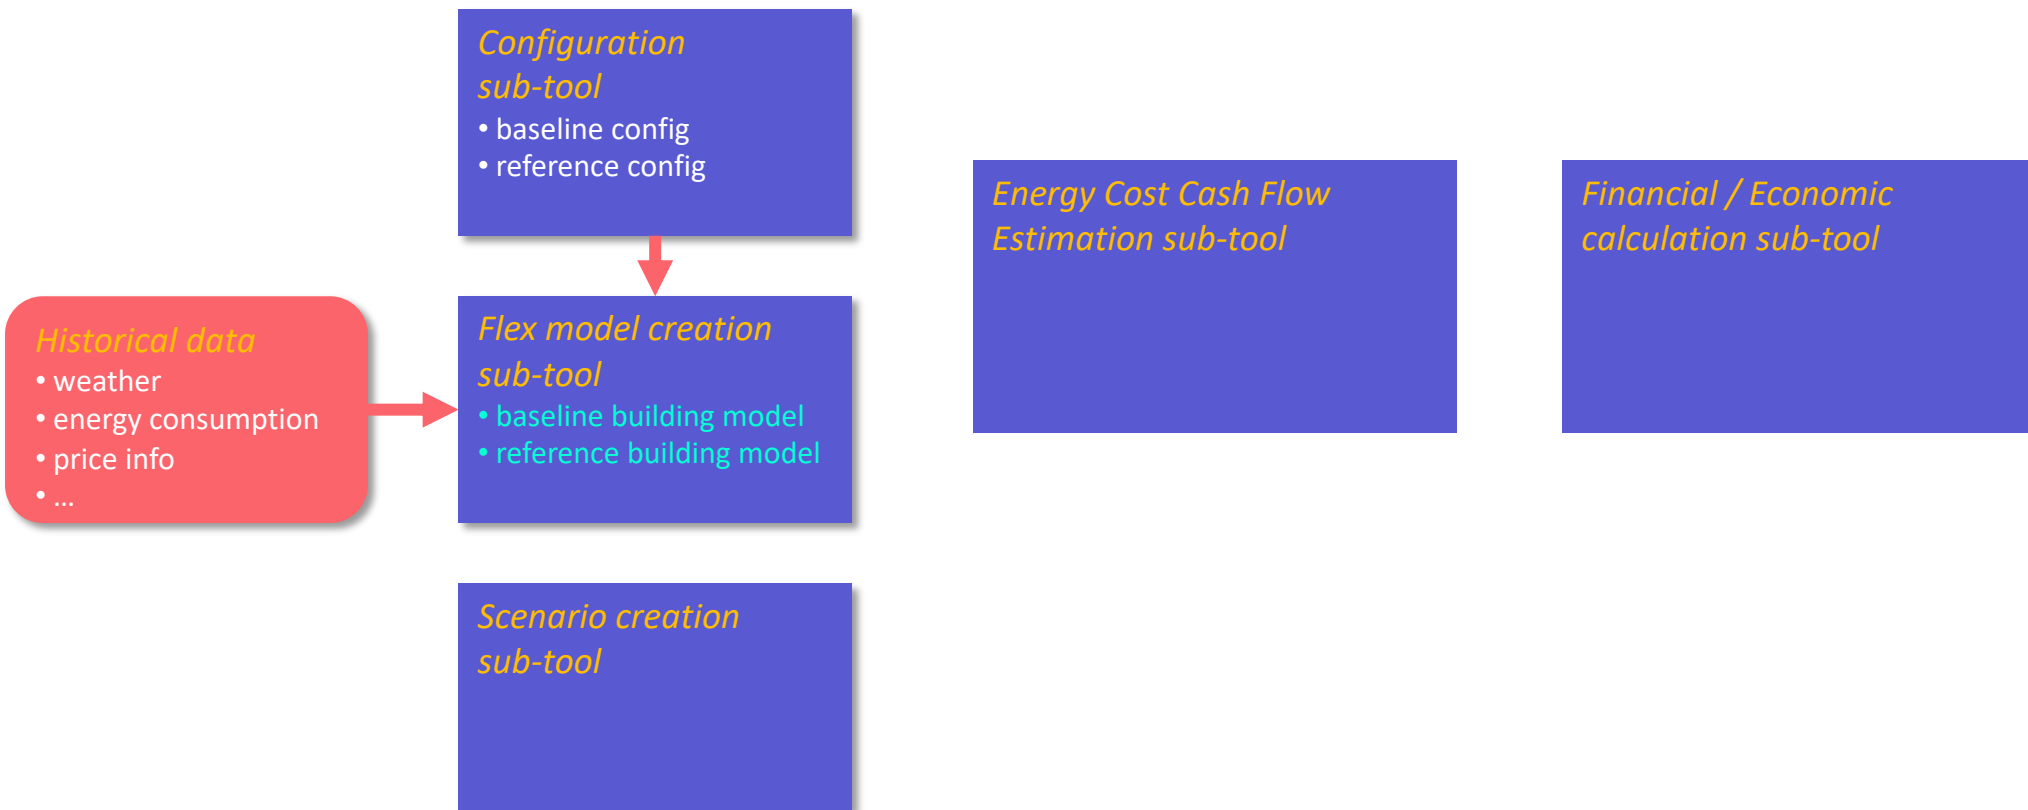 Configuration
sub-tool
• baseline config
• reference config
Energy Cost Cash Flow
Estimation sub-tool
Financial / Economic
calculation sub-tool
Historical data
• weather
• energy consumption
• price info
• ...
Flex model creation
sub-tool
• baseline building model
• reference building model
Scenario creation
sub-tool